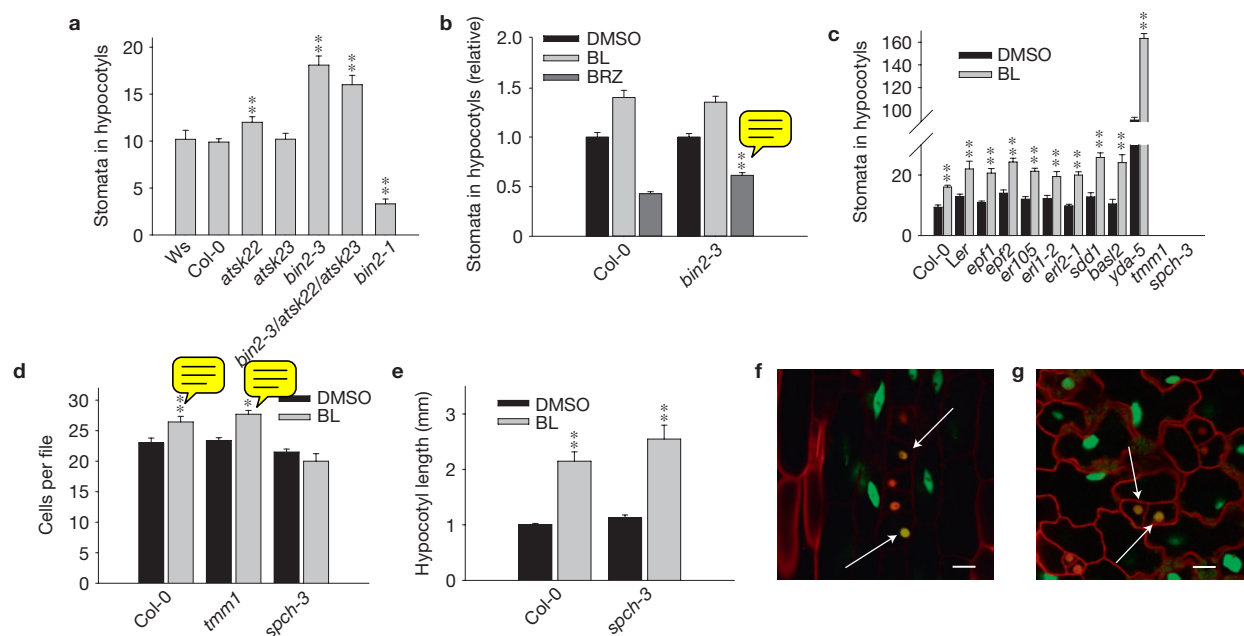 a
Stomata in hypocotyls
25
20
15
10
5
0
**
**
**
**
Ws
Col-0
atsk22
atsk23
bin2-3
bin2-3/atsk22/atsk23
bin2-1
b
Stomata in hypocotyls (relative)
2.0
1.5
1.0
0.5
0
DMSO
BL
BRZ
**
Col-0
bin2-3
c
Stomata in hypocotyls
160
140
120
100
20
0
DMSO
BL
**
**
**
**
**
**
**
**
**
**
Col-0
Ler
epf1
epf2
er105
erl1-2
erl2-1
sdd1
basl2
yda-5
tmm1
spch-3
d
Cells per file
30
25
20
15
10
5
0
**
*
DMSO
BL
Col-0
tmm1
spch-3
e
Hypocotyl length (mm)
3
2
1
0
DMSO
BL
**
**
Col-0
spch-3
f
g